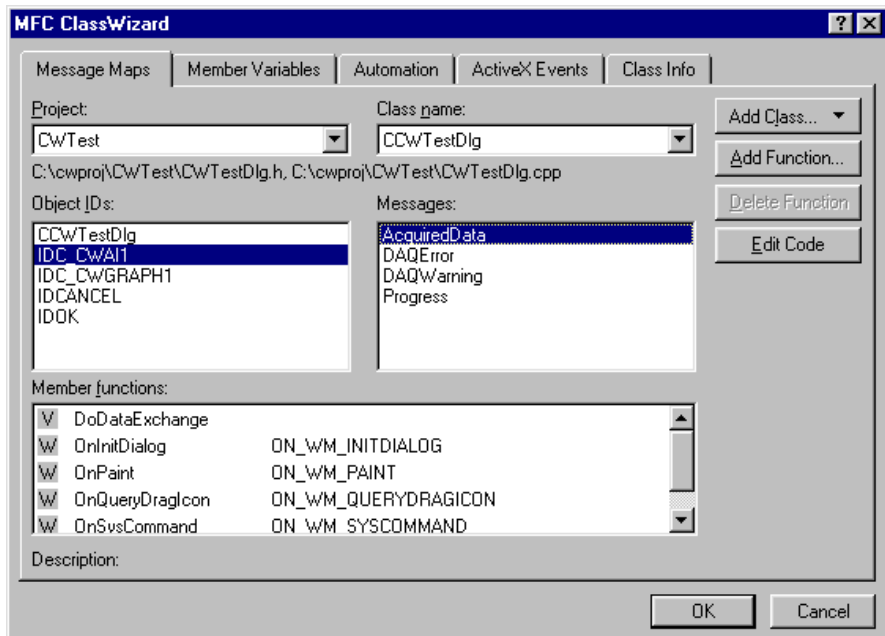 MFC ClassWizard
Message Maps Member Variables Automation ActiveX Events Class Info
Project: Class name:
CWTest CCWTestDlg
Add Class...
C:\cwproj\CWTest\CWTestDlg.h, C:\cwproj\CWTest\CWTestDlg.cpp
Add Function...
Object IDs: Messages:
Delete Function
CCWTestDlg AcquiredData
IDC_CWAI1 DAQError
Edit Code
IDC_CWGRAPH1 DAQWarning
IDCANCEL Progress
IDOK
Member functions:
V DoDataExchange
W OnInitDialog ON_WM_INITDIALOG
W OnPaint ON_WM_PAINT
W OnQueryDragIcon ON_WM_QUERYDRAGICON
W OnSysCommand ON_WM_SYSCOMMAND
Description:
OK Cancel